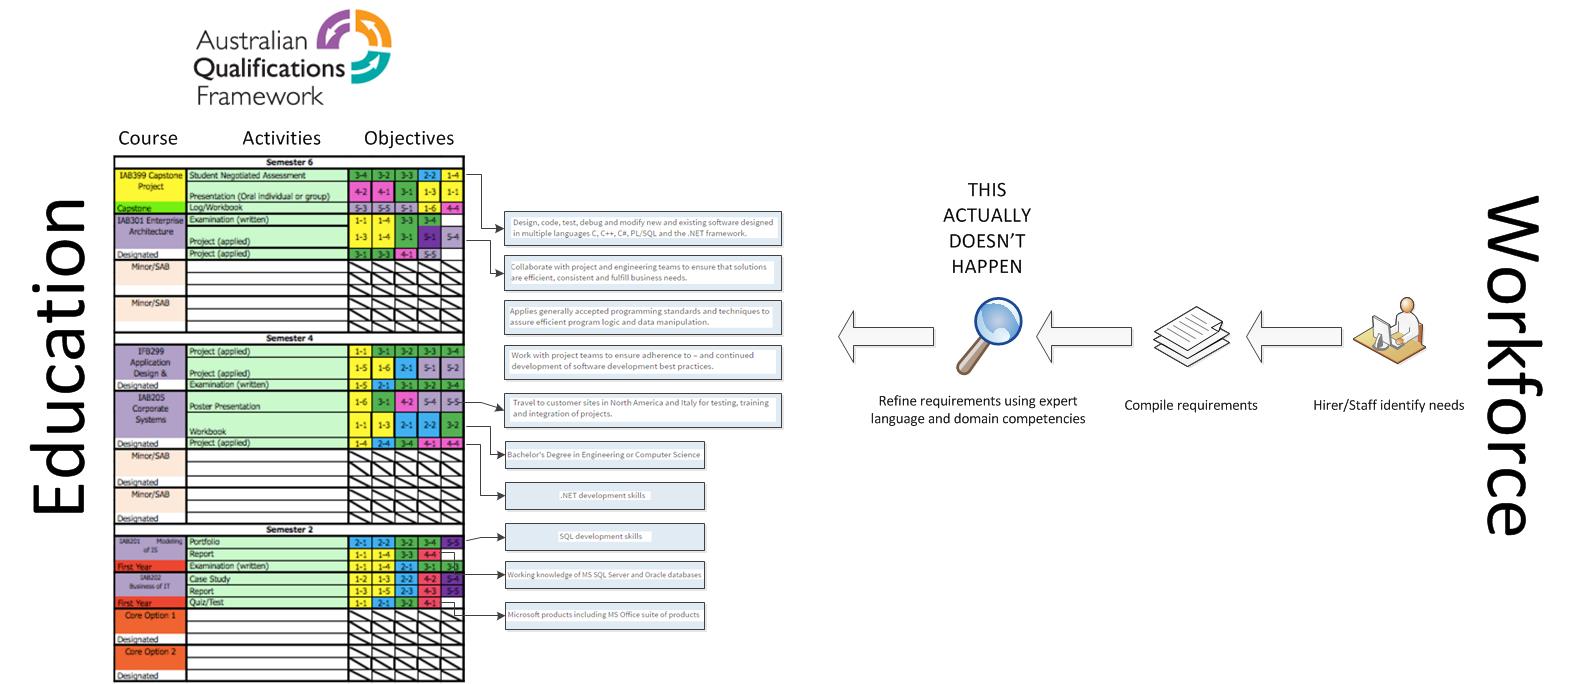 Australian
Qualifications
Framework
Course Activities Objectives
Semester 6
IAB399 Capstone Project
Student Negotiated Assessment 3-4 3-2 3-3 2-2 1-4
Presentation (Oral individual or group) 4-2 4-1 3-1 1-3 1-1
Capstone Log/Workbook 5-3 5-5 5-1 1-6 4-4
IAB301 Enterprise Architecture
Examination (written) 1-1 1-4 3-3 3-4
Project (applied) 1-3 1-4 3-1 5-1 5-4
Designated Project (applied) 3-1 3-3 4-1 5-5
Minor/SAB
Minor/SAB
Semester 4
IFB299 Application Design &
Project (applied) 1-1 3-1 3-2 3-3 3-4
Project (applied) 1-5 1-6 2-1 5-1 5-2
Designated Examination (written) 1-5 2-1 3-1 3-2 3-4
IAB205 Corporate Systems
Poster Presentation 1-6 3-1 4-2 5-4 5-5
Workbook 1-1 1-3 2-1 2-2 3-2
Designated Project (applied) 1-4 2-4 3-4 4-1 4-4
Minor/SAB
Designated
Minor/SAB
Designated
Semester 2
IAB201 Modeling of IS
Portfolio 2-1 2-2 3-2 3-4 5-5
Report 1-1 1-4 3-3 4-4
First Year Examination (written) 1-1 1-4 2-1 3-1 3-3
IAB202 Business of IT
Case Study 1-2 1-3 2-2 4-2 5-4
Report 1-3 1-5 2-3 4-3 5-5
First Year Quiz/Test 1-1 2-1 3-2 4-1
Core Option 1
Designated
Core Option 2
Designated
Education
Design, code, test, debug and modify new and existing software designed
in multiple languages C, C++, C#, PL/SQL and the .NET framework.
Collaborate with project and engineering teams to ensure that solutions
are efficient, consistent and fulfill business needs.
Applies generally accepted programming standards and techniques to
assure efficient program logic and data manipulation.
Work with project teams to ensure adherence to – and continued
development of software development best practices.
Travel to customer sites in North America and Italy for testing, training
and integration of projects.
Bachelor's Degree in Engineering or Computer Science
.NET development skills
SQL development skills
Working knowledge of MS SQL Server and Oracle databases
Microsoft products including MS Office suite of products
THIS
ACTUALLY
DOESN'T
HAPPEN
Refine requirements using expert
language and domain competencies
Compile requirements
Hirer/Staff identify needs
Workforce